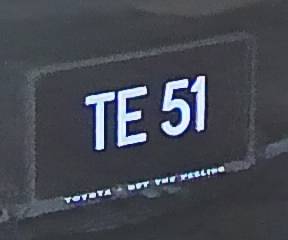 TE 51
TOYOTA - GET THE FEELING